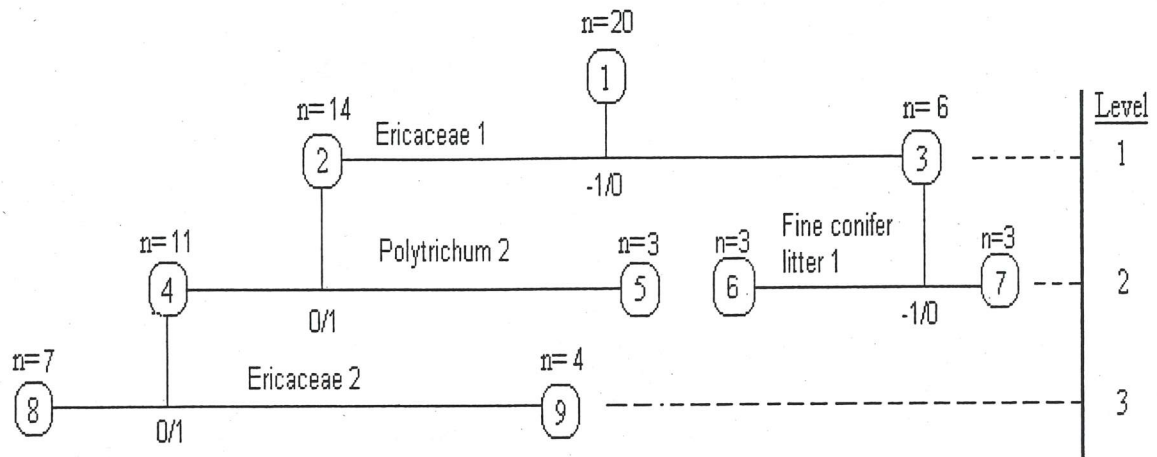 n=20
1
n=14
Ericaceae 1
n=6
Level
2
3
1
-1/0
n=11
Polytrichum 2
n=3
n=3
Fine conifer
litter 1
n=3
4
5
6
7
2
0/1
-1/0
n=7
Ericaceae 2
n=4
8
9
3
0/1